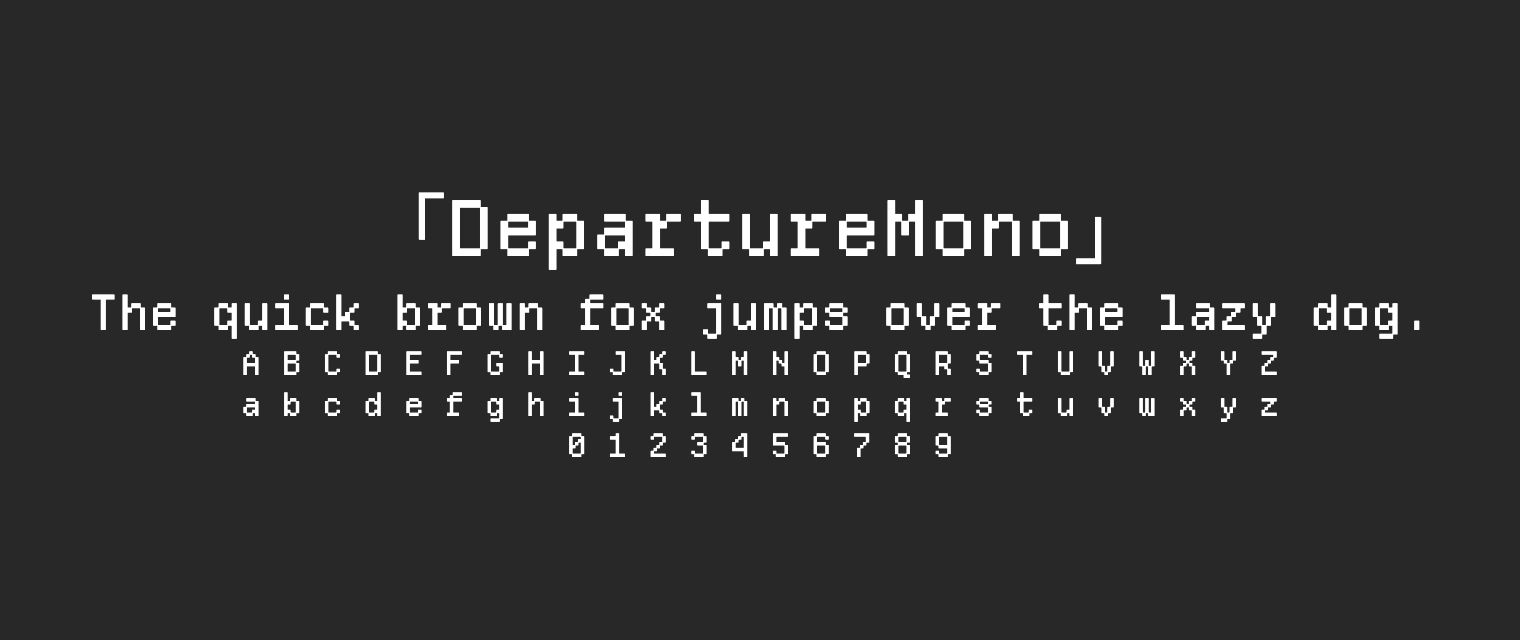 「DepartureMono」
The quick brown fox jumps over the lazy dog.
A B C D E F G H I J K L M N O P Q R S T U V W X Y Z
a b c d e f g h i j k l m n o p q r s t u v w x y z
0 1 2 3 4 5 6 7 8 9